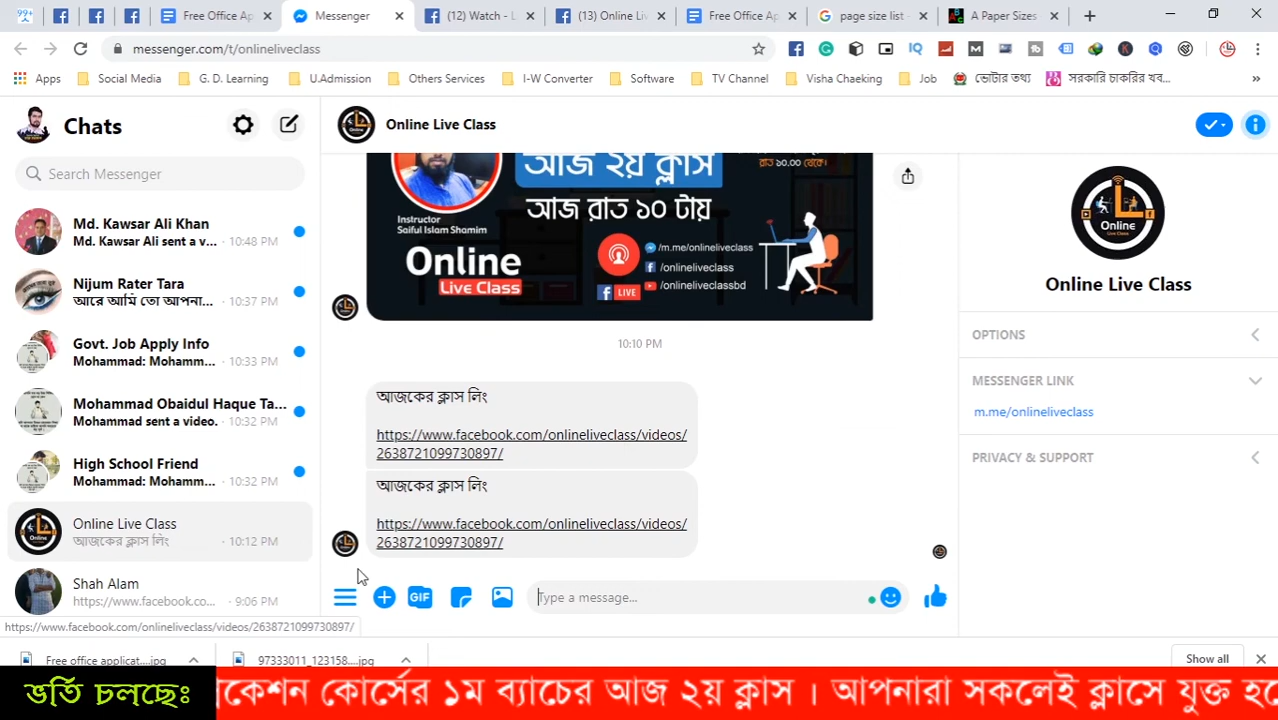 99+
Free Office Ap
Messenger
(12) Watch - L
(13) Online Liv
Free Office Ap
page size list -
A Paper Sizes
messenger.com/t/onlineliveclass
Apps
Social Media
G. D. Learning
U.Admission
Others Services
I-W Converter
Software
TV Channel
Visha Chaeking
Job
ভোটার তথ্য
সরকারি চাকরির খব...
Chats
Online Live Class
Search Messenger
Md. Kawsar Ali Khan
Md. Kawsar Ali sent a v... · 10:48 PM
Nijum Rater Tara
আরে আমি তো আপনা... · 10:37 PM
Govt. Job Apply Info
Mohammad: Mohamm... · 10:33 PM
Mohammad Obaidul Haque Ta...
Mohammad sent a video. · 10:32 PM
High School Friend
Mohammad: Mohamm... · 10:32 PM
Online Live Class
আজকের ক্লাস লিং · 10:12 PM
Shah Alam
https://www.facebook.co... · 9:06 PM
https://www.facebook.com/onlineliveclass/videos/2638721099730897/
আজ ২য় ক্লাস
রাত ১০.০০ থেকে।
আজ রাত ১০ টায়
Instructor
Saiful Islam Shamim
Online
Live Class
/m.me/onlineliveclass
/onlineliveclass
LIVE
/onlineliveclassbd
10:10 PM
আজকের ক্লাস লিং
https://www.facebook.com/onlineliveclass/videos/
2638721099730897/
আজকের ক্লাস লিং
https://www.facebook.com/onlineliveclass/videos/
2638721099730897/
GIF
Type a message...
Online
Online Live Class
OPTIONS
MESSENGER LINK
m.me/onlineliveclass
PRIVACY & SUPPORT
Free office applicat....jpg
97333011_123158....jpg
Show all
ভর্তি চলছেঃ
কেশন কোর্সের ১ম ব্যাচের আজ ২য় ক্লাস । আপনারা সকলেই ক্লাসে যুক্ত হ